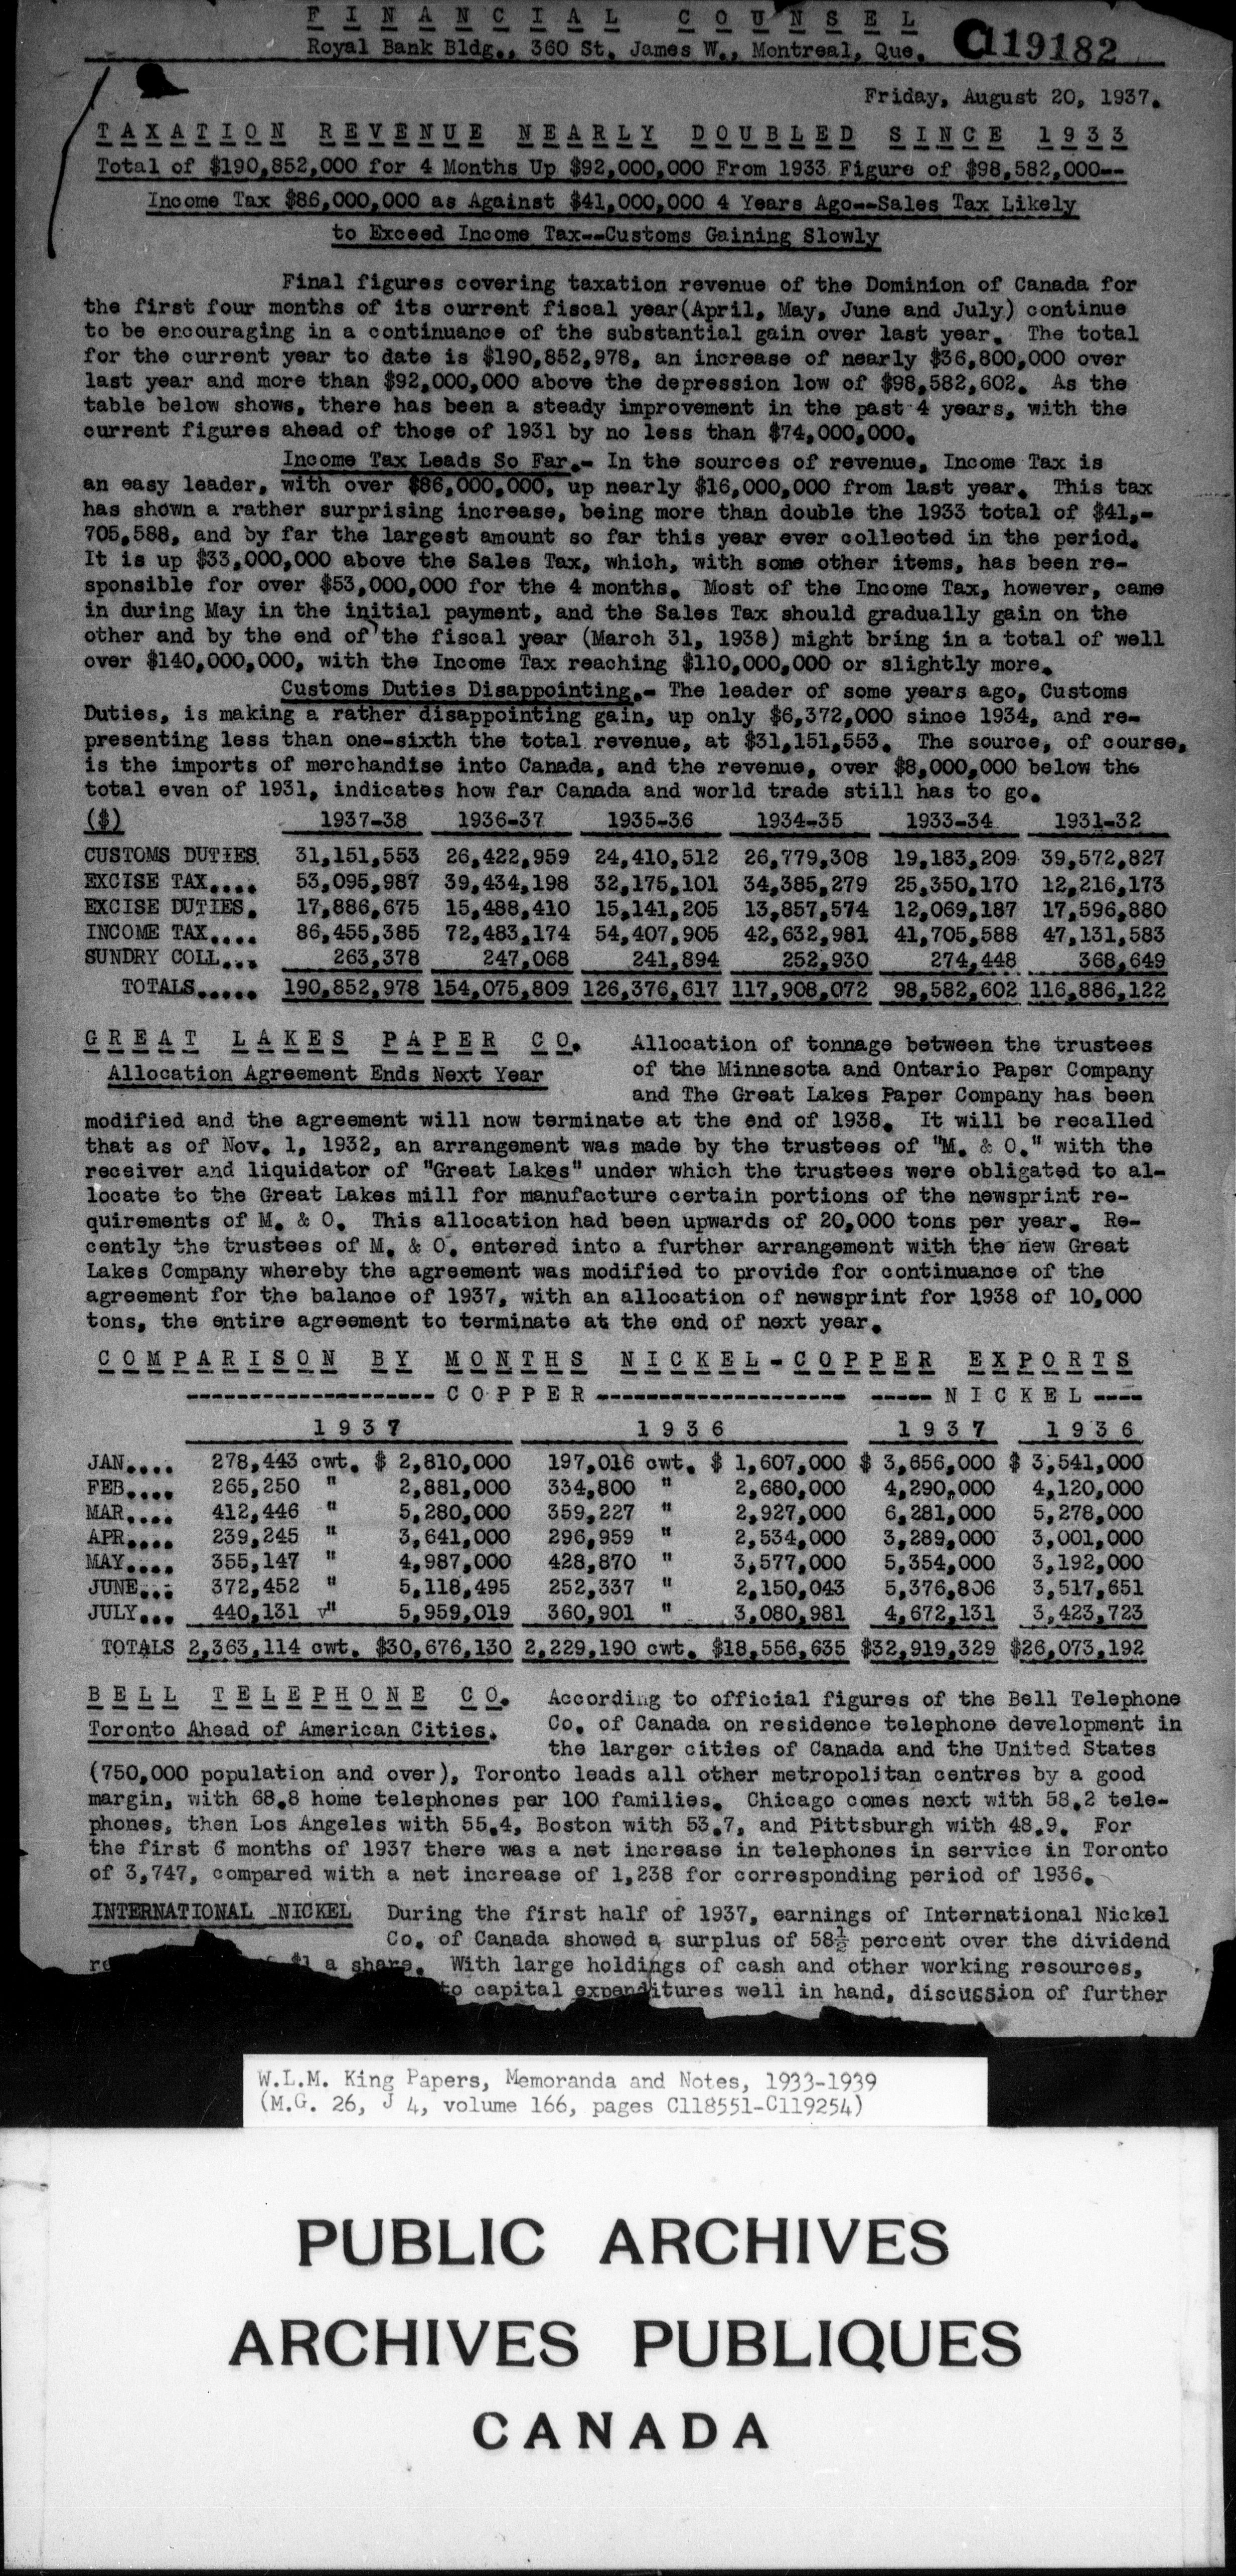 F I N A N C I A L   C O U N S E L
Royal Bank Bldg., 360 St. James W., Montreal, Que. C119182
Friday, August 20, 1937.
T A X A T I O N   R E V E N U E   N E A R L Y   D O U B L E D   S I N C E   1 9 3 3
Total of $190,852,000 for 4 Months Up $92,000,000 From 1933 Figure of $98,582,000--
Income Tax $86,000,000 as Against $41,000,000 4 Years Ago--Sales Tax Likely
to Exceed Income Tax--Customs Gaining Slowly
Final figures covering taxation revenue of the Dominion of Canada for
the first four months of its current fiscal year(April, May, June and July) continue
to be encouraging in a continuance of the substantial gain over last year. The total
for the current year to date is $190,852,978, an increase of nearly $36,800,000 over
last year and more than $92,000,000 above the depression low of $98,582,602. As the
table below shows, there has been a steady improvement in the past 4 years, with the
current figures ahead of those of 1931 by no less than $74,000,000.
Income Tax Leads So Far.- In the sources of revenue, Income Tax is
an easy leader, with over $86,000,000, up nearly $16,000,000 from last year. This tax
has shown a rather surprising increase, being more than double the 1933 total of $41,-
705,588, and by far the largest amount so far this year ever collected in the period.
It is up $33,000,000 above the Sales Tax, which, with some other items, has been re-
sponsible for over $53,000,000 for the 4 months. Most of the Income Tax, however, came
in during May in the initial payment, and the Sales Tax should gradually gain on the
other and by the end of the fiscal year (March 31, 1938) might bring in a total of well
over $140,000,000, with the Income Tax reaching $110,000,000 or slightly more.
Customs Duties Disappointing.- The leader of some years ago, Customs
Duties, is making a rather disappointing gain, up only $6,372,000 since 1934, and re-
presenting less than one-sixth the total revenue, at $31,151,553. The source, of course,
is the imports of merchandise into Canada, and the revenue, over $8,000,000 below the
total even of 1931, indicates how far Canada and world trade still has to go.
($) 1937-38 1936-37 1935-36 1934-35 1933-34 1931-32
CUSTOMS DUTIES. 31,151,553 26,422,959 24,410,512 26,779,308 19,183,209 39,572,827
EXCISE TAX.... 53,095,987 39,434,198 32,175,101 34,385,279 25,350,170 12,216,173
EXCISE DUTIES. 17,886,675 15,488,410 15,141,205 13,857,574 12,069,187 17,596,880
INCOME TAX.... 86,455,385 72,483,174 54,407,905 42,632,981 41,705,588 47,131,583
SUNDRY COLL... 263,378 247,068 241,894 252,930 274,448 368,649
TOTALS..... 190,852,978 154,075,809 126,376,617 117,908,072 98,582,602 116,886,122
G R E A T   L A K E S   P A P E R   C O. Allocation of tonnage between the trustees
Allocation Agreement Ends Next Year of the Minnesota and Ontario Paper Company
and The Great Lakes Paper Company has been
modified and the agreement will now terminate at the end of 1938. It will be recalled
that as of Nov. 1, 1932, an arrangement was made by the trustees of "M. & O." with the
receiver and liquidator of "Great Lakes" under which the trustees were obligated to al-
locate to the Great Lakes mill for manufacture certain portions of the newsprint re-
quirements of M. & O. This allocation had been upwards of 20,000 tons per year. Re-
cently the trustees of M. & O. entered into a further arrangement with the new Great
Lakes Company whereby the agreement was modified to provide for continuance of the
agreement for the balance of 1937, with an allocation of newsprint for 1938 of 10,000
tons, the entire agreement to terminate at the end of next year.
C O M P A R I S O N   B Y   M O N T H S   N I C K E L - C O P P E R   E X P O R T S
-------------------- C O P P E R -------------------- ----- N I C K E L ----
1 9 3 7   1 9 3 6   1 9 3 7   1 9 3 6
JAN.... 278,443 cwt. $ 2,810,000 197,016 cwt. $ 1,607,000 $ 3,656,000 $ 3,541,000
FEB.... 265,250 " 2,881,000 334,800 " 2,680,000 4,290,000 4,120,000
MAR.... 412,446 " 5,280,000 359,227 " 2,927,000 6,281,000 5,278,000
APR.... 239,245 " 3,641,000 296,959 " 2,534,000 3,289,000 3,001,000
MAY.... 355,147 " 4,987,000 428,870 " 3,577,000 5,354,000 3,192,000
JUNE... 372,452 " 5,118,495 252,337 " 2,150,043 5,376,806 3,517,651
JULY... 440,131 " 5,959,019 360,901 " 3,080,981 4,672,131 3,423,723
TOTALS 2,363,114 cwt. $30,676,130 2,229,190 cwt. $18,556,635 $32,919,329 $26,073,192
B E L L   T E L E P H O N E   C O. According to official figures of the Bell Telephone
Toronto Ahead of American Cities. Co. of Canada on residence telephone development in
the larger cities of Canada and the United States
(750,000 population and over), Toronto leads all other metropolitan centres by a good
margin, with 68.8 home telephones per 100 families. Chicago comes next with 58.2 tele-
phones, then Los Angeles with 55.4, Boston with 53.7, and Pittsburgh with 48.9. For
the first 6 months of 1937 there was a net increase in telephones in service in Toronto
of 3,747, compared with a net increase of 1,238 for corresponding period of 1936.
INTERNATIONAL NICKEL During the first half of 1937, earnings of International Nickel
Co. of Canada showed a surplus of 58½ percent over the dividend
$1 a share. With large holdings of cash and other working resources,
to capital expenditures well in hand, discussion of further
W.L.M. King Papers, Memoranda and Notes, 1933-1939
(M.G. 26, J 4, volume 166, pages C118551-C119254)
PUBLIC ARCHIVES
ARCHIVES PUBLIQUES
CANADA